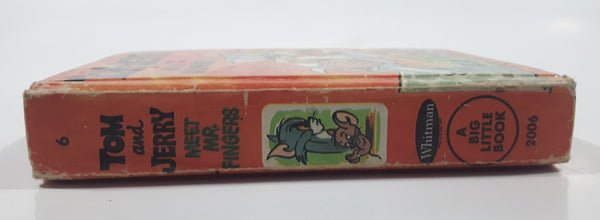 6
TOM
and
JERRY
MEET
MR.
FINGERS
Whitman
A
BIG
LITTLE
BOOK
2006